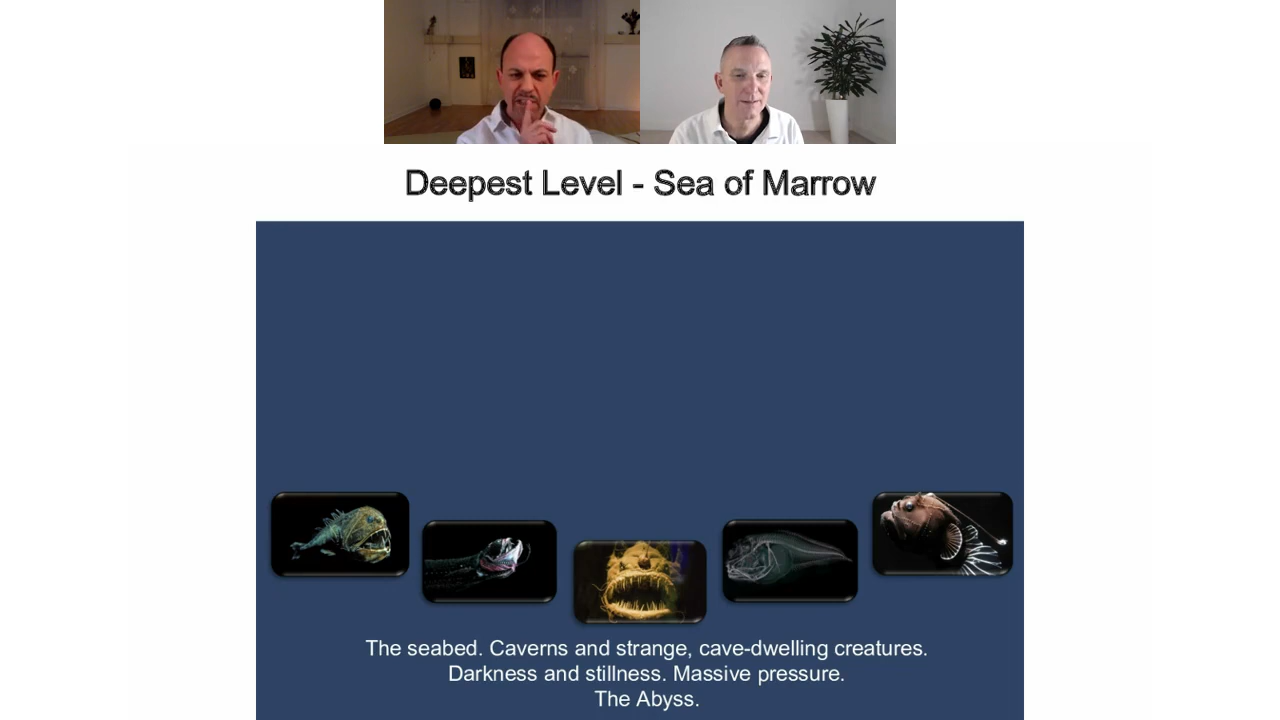 Deepest Level - Sea of Marrow
The seabed. Caverns and strange, cave-dwelling creatures.
Darkness and stillness. Massive pressure.
The Abyss.